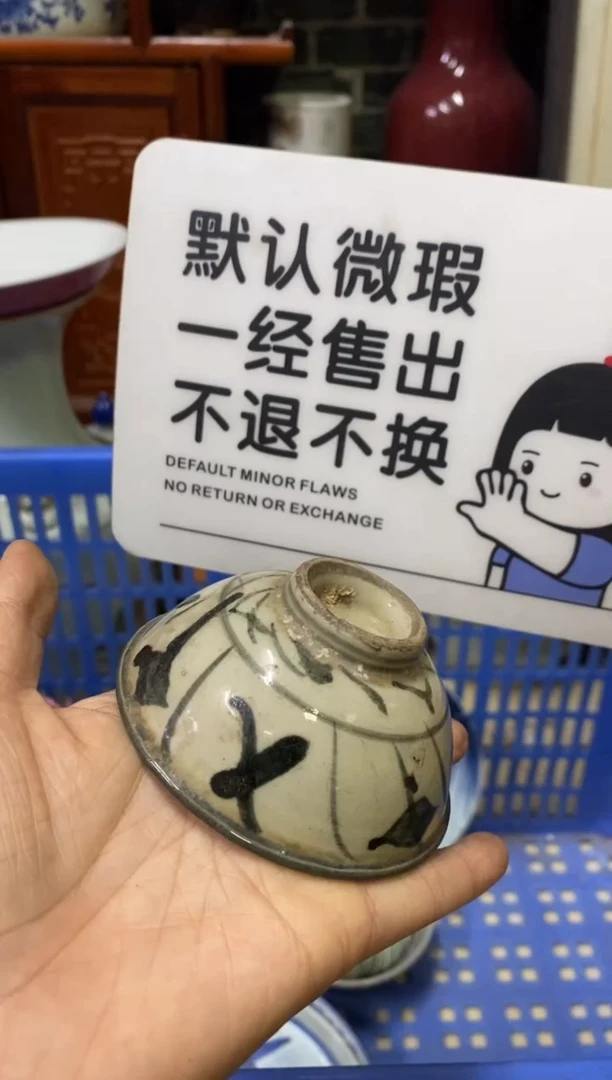 默认微瑕
一经售出
不退不换
DEFAULT MINOR FLAWS
NO RETURN OR EXCHANGE